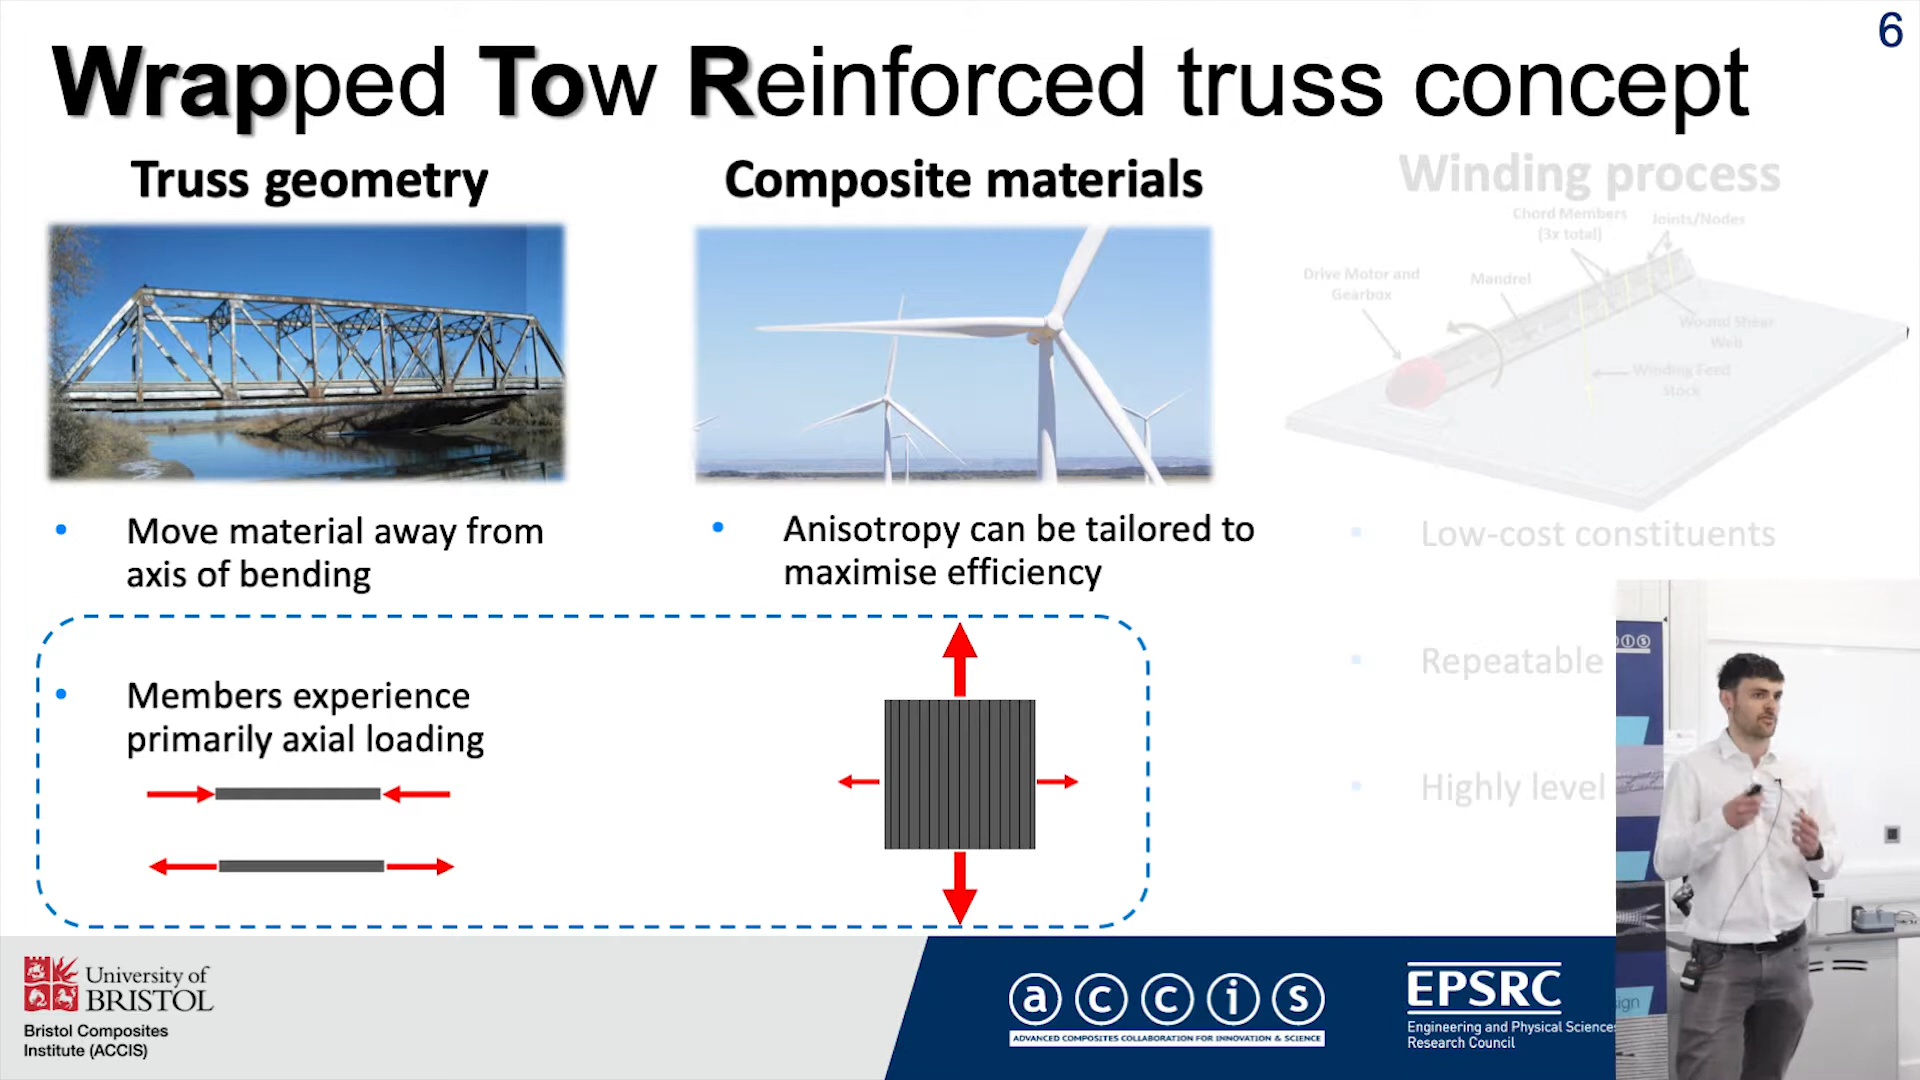 6
Wrapped Tow Reinforced truss concept
Truss geometry
Composite materials
Winding process
Chord Members
(3x total)
Joints/Nodes
Drive Motor and
Gearbox
Mandrel
Wound Shear
Web
Winding Feed
Stock
• Move material away from
axis of bending
• Anisotropy can be tailored to
maximise efficiency
• Low-cost constituents
• Members experience
primarily axial loading
• Repeatable
• Highly level
University of
BRISTOL
Bristol Composites
Institute (ACCIS)
accis
ADVANCED COMPOSITES COLLABORATION FOR INNOVATION & SCIENCE
EPSRC
Engineering and Physical Sciences
Research Council
cis
sign